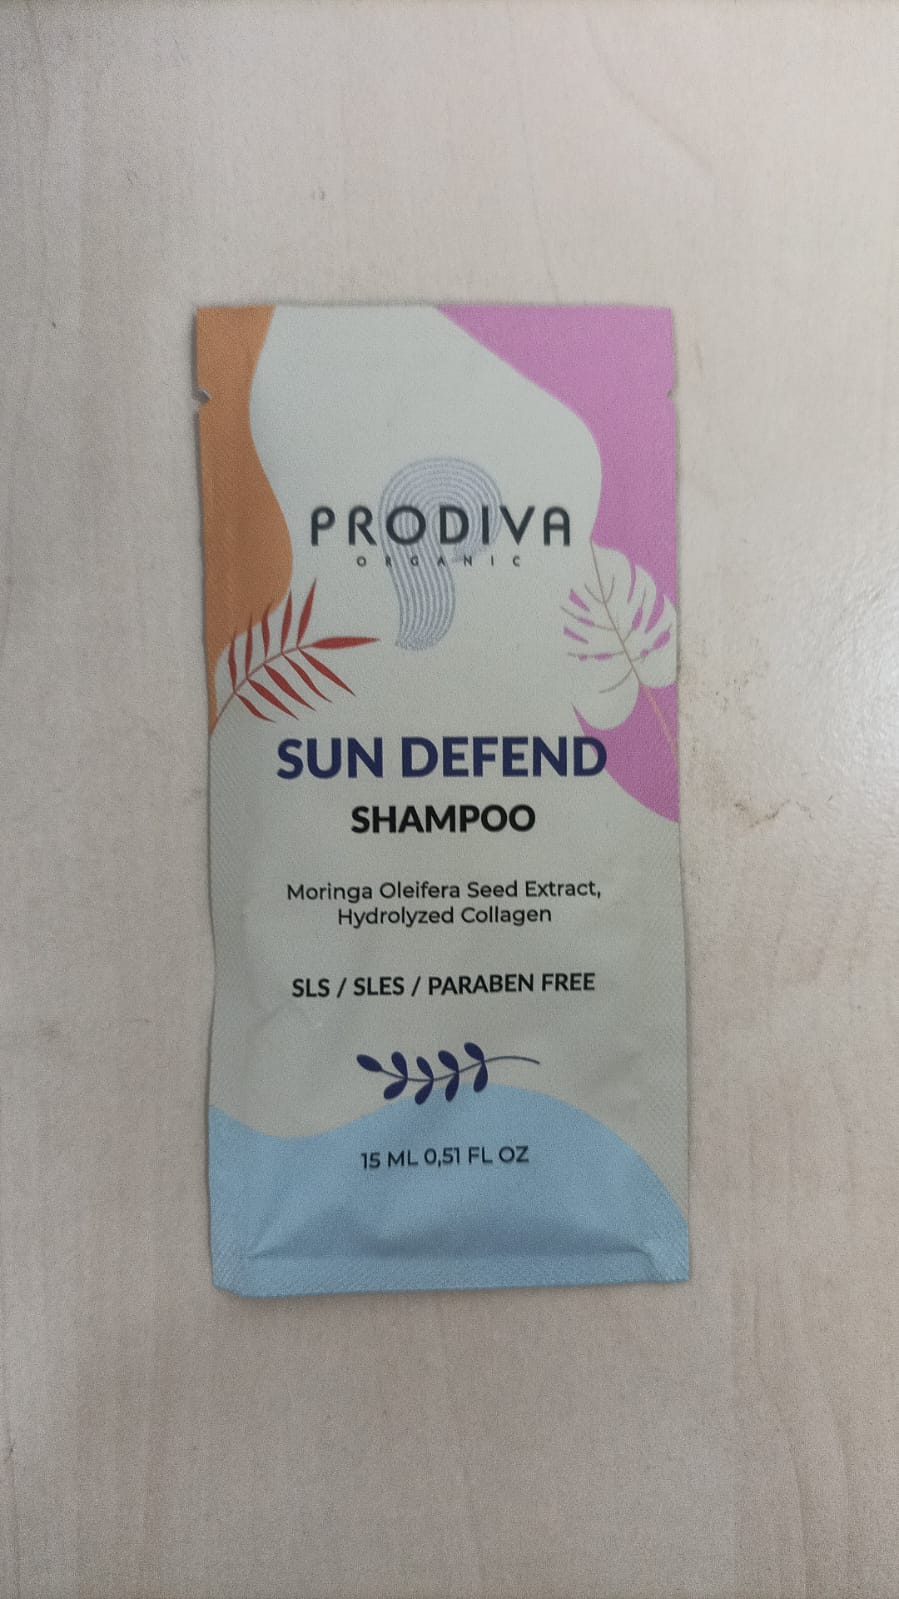 PRODIVA
ORGANIC
SUN DEFEND
SHAMPOO
Moringa Oleifera Seed Extract,
Hydrolyzed Collagen
SLS / SLES / PARABEN FREE
15 ML 0,51 FL OZ